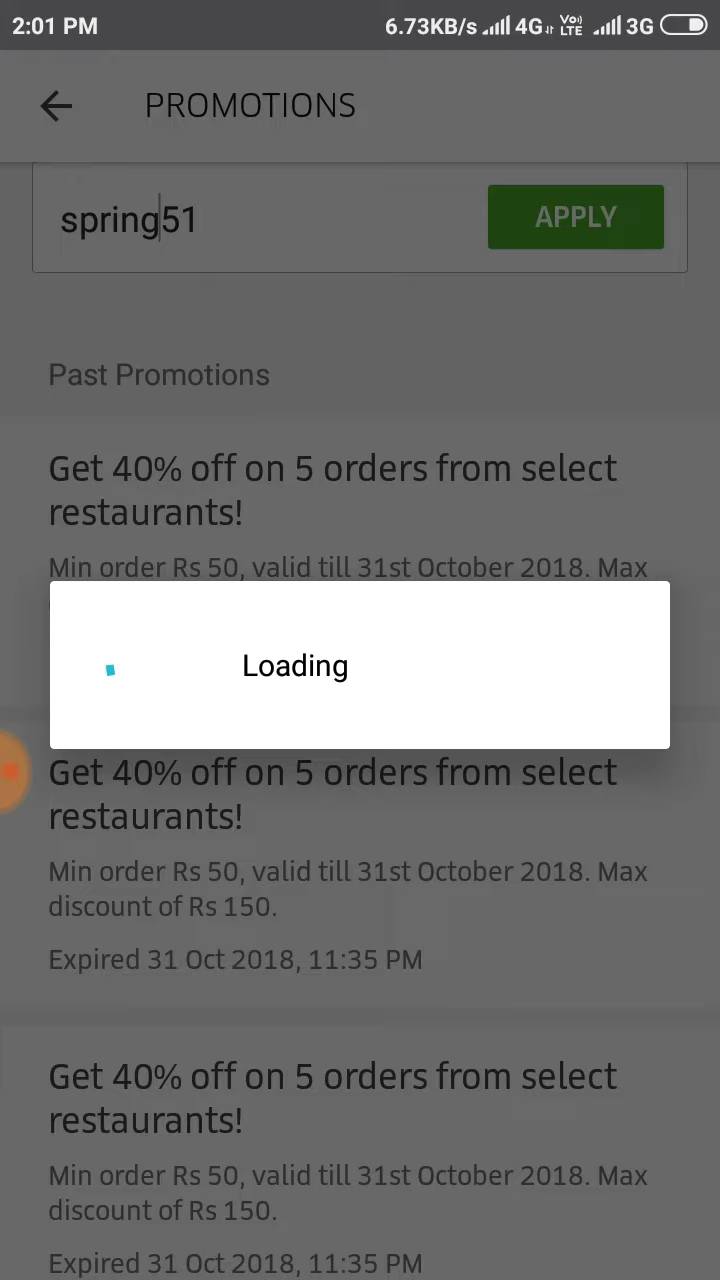 2:01 PM 6.73KB/s 4G Vo) LTE 3G
PROMOTIONS
spring51 APPLY
Past Promotions
Get 40% off on 5 orders from select
restaurants!
Min order Rs 50, valid till 31st October 2018. Max
Loading
Get 40% off on 5 orders from select
restaurants!
Min order Rs 50, valid till 31st October 2018. Max
discount of Rs 150.
Expired 31 Oct 2018, 11:35 PM
Get 40% off on 5 orders from select
restaurants!
Min order Rs 50, valid till 31st October 2018. Max
discount of Rs 150.
Expired 31 Oct 2018, 11:35 PM